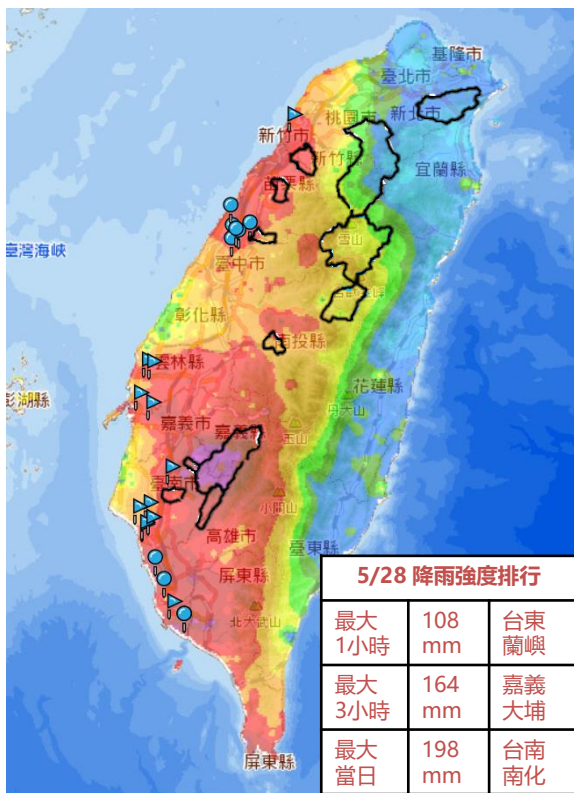 基隆市
臺北市
桃園市
新北市
新竹市
新竹縣
宜蘭縣
苗栗縣
雪山
臺灣海峽
臺中市
彰化縣
南投縣
雲林縣
花蓮縣
澎湖縣
丹大山
嘉義市
嘉義縣
玉山
臺南市
小關山
高雄市
臺東縣
屏東縣
北大武山
屏東縣
5/28 降雨強度排行
最大
1小時
108
mm
台東
蘭嶼
最大
3小時
164
mm
嘉義
大埔
最大
當日
198
mm
台南
南化